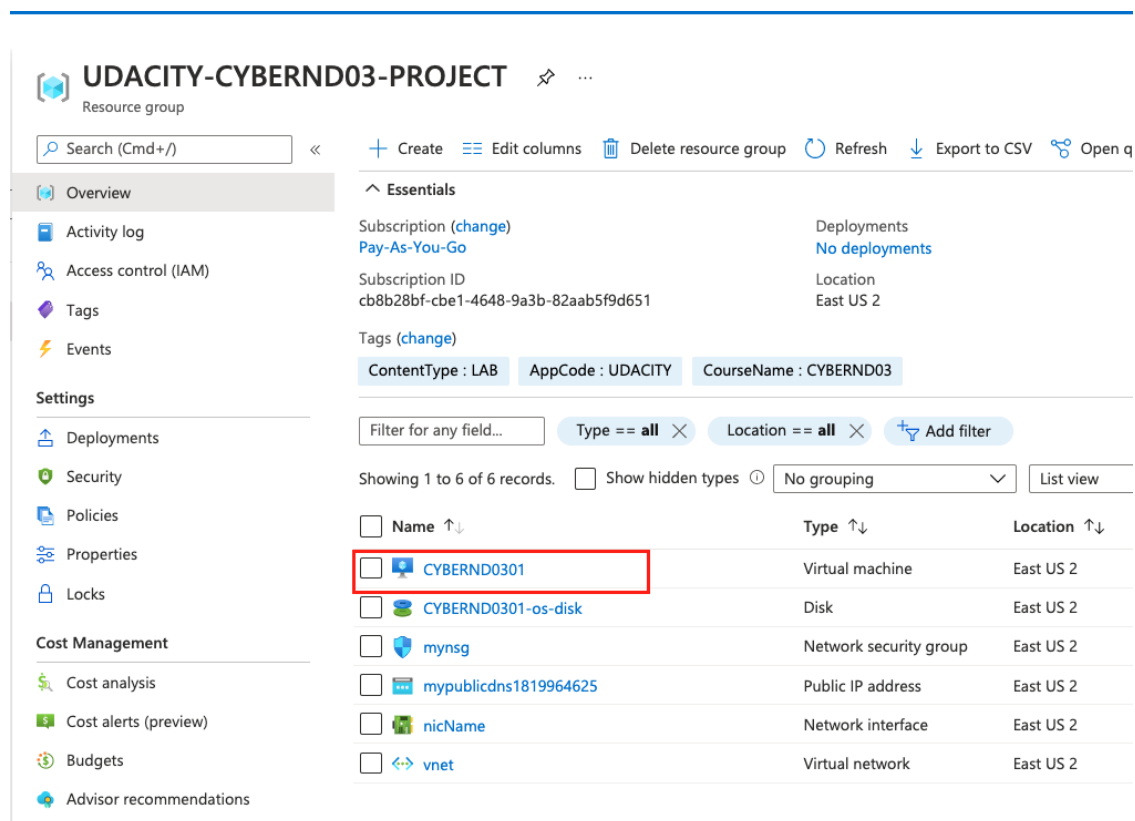 UDACITY-CYBERND03-PROJECT ...
Resource group
Search (Cmd+/) «
Create Edit columns Delete resource group Refresh Export to CSV Open q
Overview
Activity log
Access control (IAM)
Tags
Events
Settings
Deployments
Security
Policies
Properties
Locks
Cost Management
Cost analysis
Cost alerts (preview)
Budgets
Advisor recommendations
Essentials
Subscription (change)
Pay-As-You-Go
Subscription ID
cb8b28bf-cbe1-4648-9a3b-82aab5f9d651
Deployments
No deployments
Location
East US 2
Tags (change)
ContentType : LAB AppCode : UDACITY CourseName : CYBERND03
Filter for any field... Type == all Location == all Add filter
Showing 1 to 6 of 6 records. Show hidden types No grouping List view
Name ↑↓ Type ↑↓ Location ↑↓
CYBERND0301 Virtual machine East US 2
CYBERND0301-os-disk Disk East US 2
mynsg Network security group East US 2
mypublicdns1819964625 Public IP address East US 2
nicName Network interface East US 2
vnet Virtual network East US 2